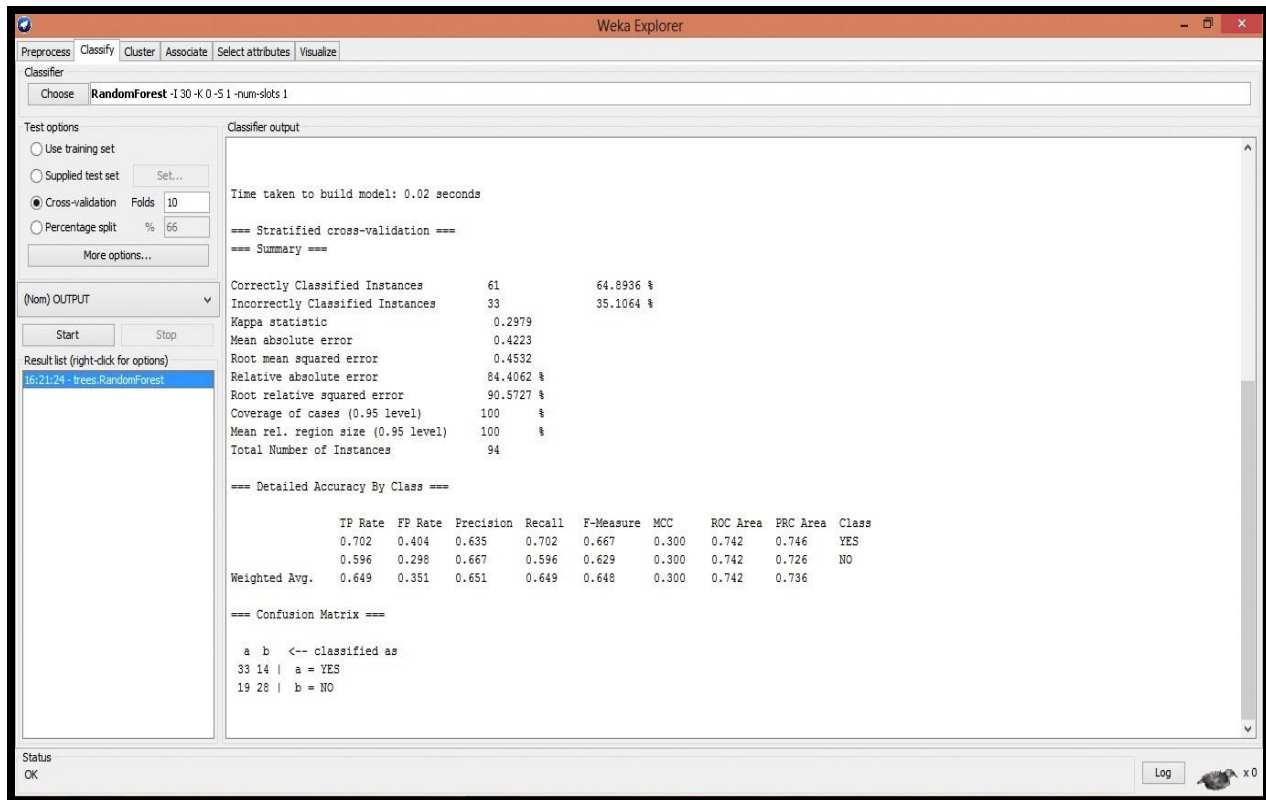 Weka Explorer
Preprocess Classify Cluster Associate Select attributes Visualize
Classifier
Choose RandomForest -I 30 -K 0 -S 1 -num-slots 1
Test options
Use training set
Supplied test set Set...
Cross-validation Folds 10
Percentage split % 66
More options...
(Nom) OUTPUT
Start Stop
Result list (right-click for options)
16:21:24 - trees.RandomForest
Classifier output
Time taken to build model: 0.02 seconds
=== Stratified cross-validation ===
=== Summary ===
Correctly Classified Instances 61 64.8936 %
Incorrectly Classified Instances 33 35.1064 %
Kappa statistic 0.2979
Mean absolute error 0.4223
Root mean squared error 0.4532
Relative absolute error 84.4062 %
Root relative squared error 90.5727 %
Coverage of cases (0.95 level) 100 %
Mean rel. region size (0.95 level) 100 %
Total Number of Instances 94
=== Detailed Accuracy By Class ===
TP Rate FP Rate Precision Recall F-Measure MCC ROC Area PRC Area Class
0.702 0.404 0.635 0.702 0.667 0.300 0.742 0.746 YES
0.596 0.298 0.667 0.596 0.629 0.300 0.742 0.726 NO
Weighted Avg. 0.649 0.351 0.651 0.649 0.648 0.300 0.742 0.736
=== Confusion Matrix ===
a b <-- classified as
33 14 | a = YES
19 28 | b = NO
Status
OK
Log x 0